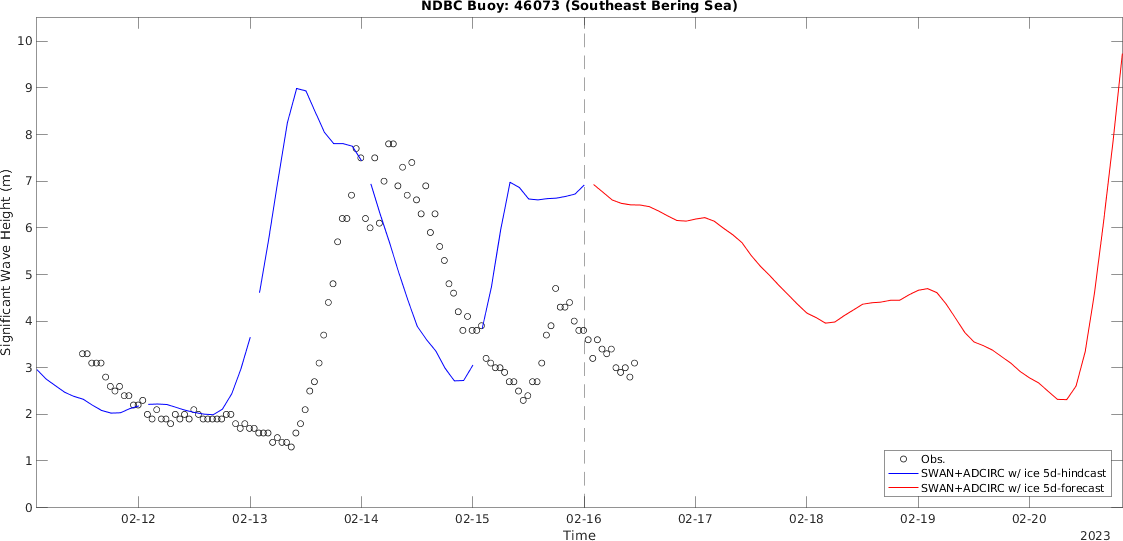 NDBC Buoy: 46073 (Southeast Bering Sea)
Significant Wave Height (m)
10
9
8
7
6
5
4
3
2
1
0
Obs.
SWAN+ADCIRC w/ ice 5d-hindcast
SWAN+ADCIRC w/ ice 5d-forecast
02-12 02-13 02-14 02-15 02-16 02-17 02-18 02-19 02-20
Time
2023